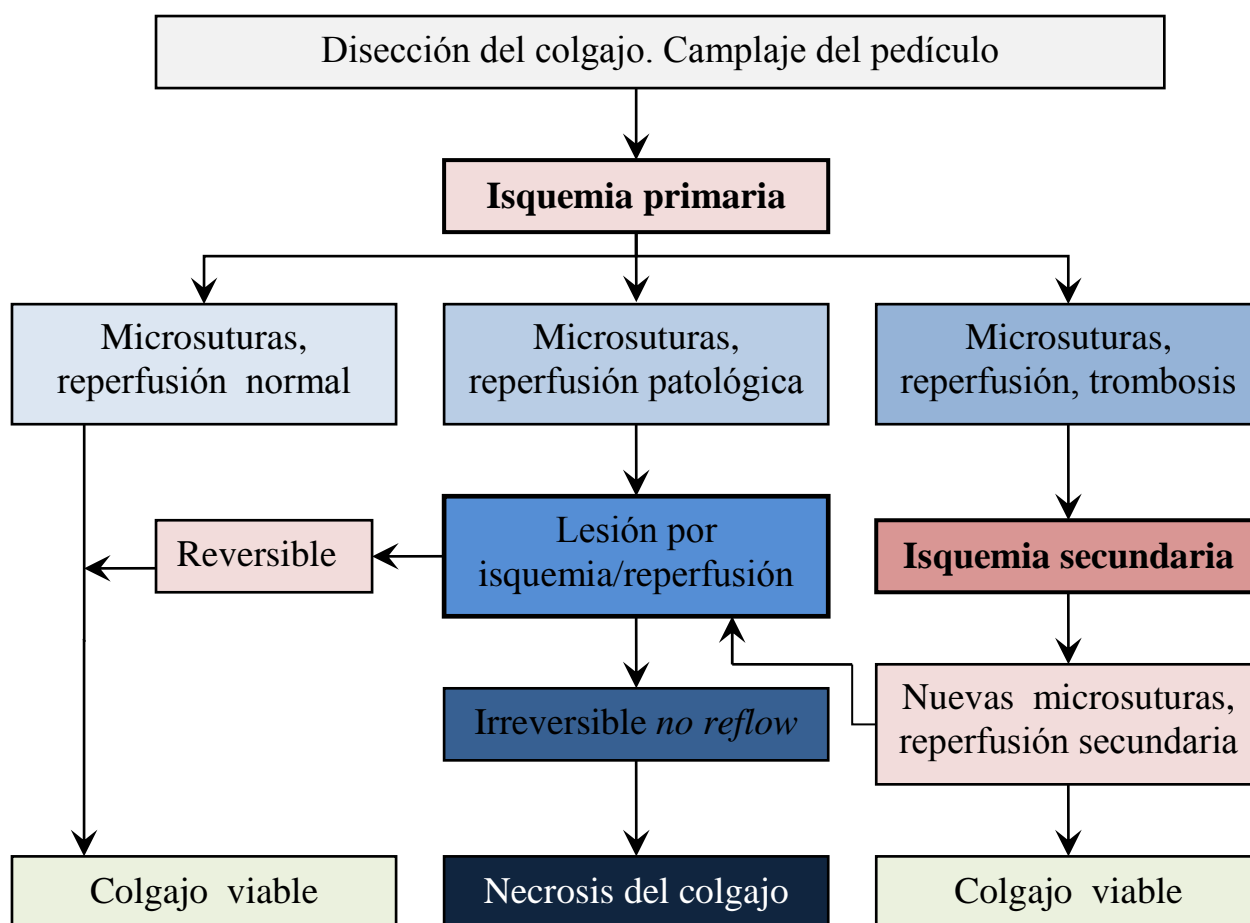 Disección del colgajo. Camplaje del pedículo
Isquemia primaria
Microsuturas,
reperfusión normal
Microsuturas,
reperfusión patológica
Microsuturas,
reperfusión, trombosis
Reversible
Lesión por
isquemia/reperfusión
Isquemia secundaria
Irreversible no reflow
Nuevas microsuturas,
reperfusión secundaria
Colgajo viable
Necrosis del colgajo
Colgajo viable